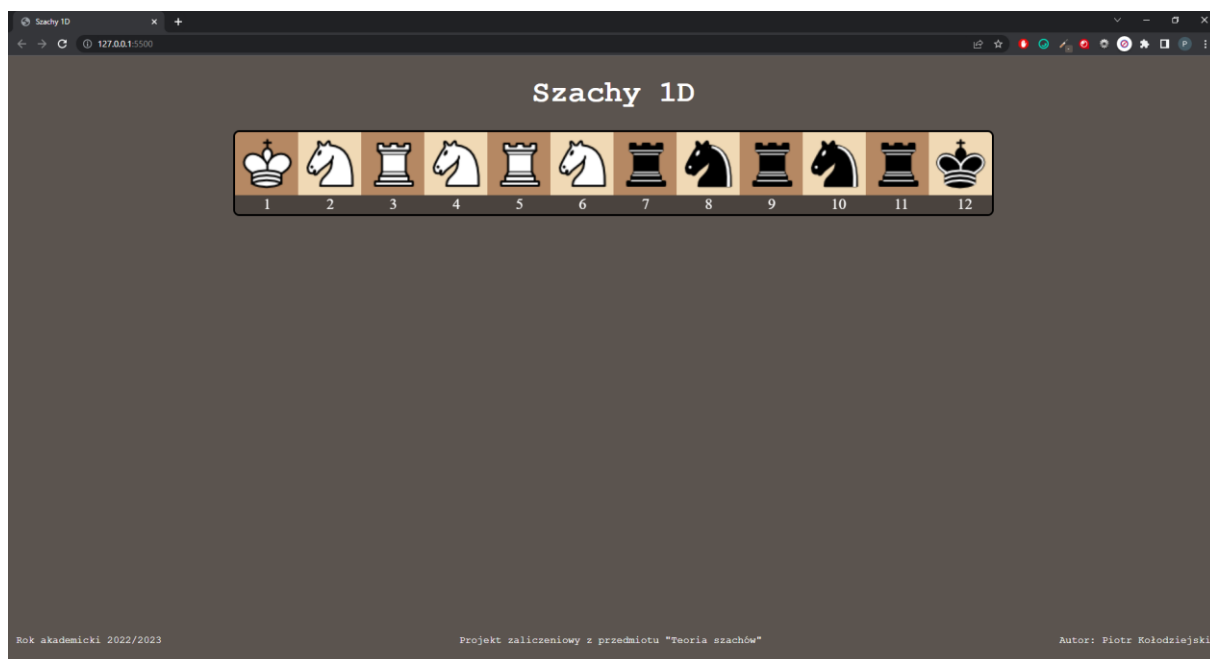 Szachy 1D
127.0.0.1:5500
P
Szachy 1D
1 2 3 4 5 6 7 8 9 10 11 12
Rok akademicki 2022/2023 Projekt zaliczeniowy z przedmiotu "Teoria szachów" Autor: Piotr Kołodziejski